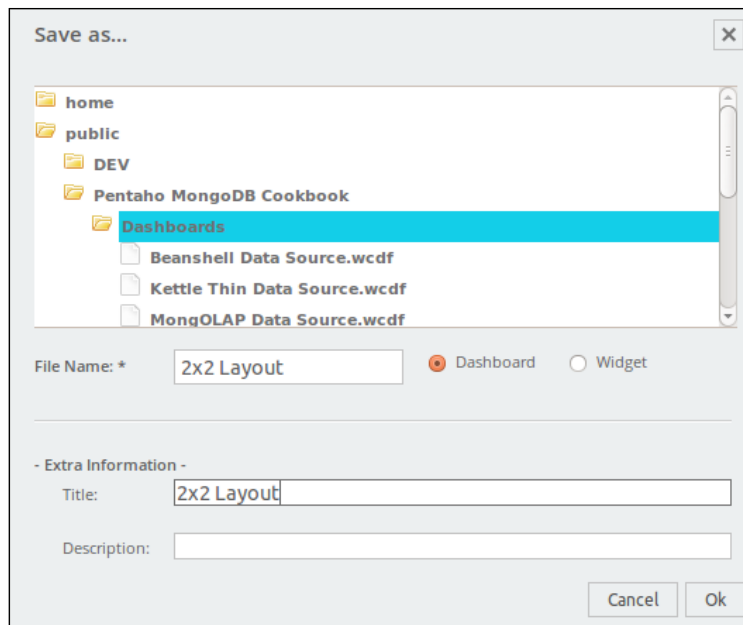 Save as...
home
public
DEV
Pentaho MongoDB Cookbook
Dashboards
Beanshell Data Source.wcdf
Kettle Thin Data Source.wcdf
MongOLAP Data Source.wcdf
File Name: * 2x2 Layout Dashboard Widget
- Extra Information -
Title: 2x2 Layout
Description:
Cancel Ok